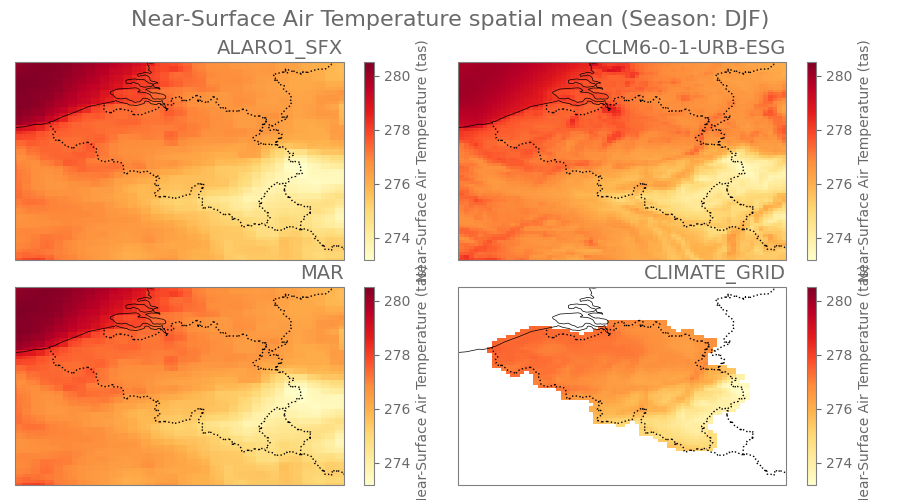 Near-Surface Air Temperature spatial mean (Season: DJF)
ALARO1_SFX
280
278
276
274
Near-Surface Air Temperature (tas)
CCLM6-0-1-URB-ESG
280
278
276
274
Near-Surface Air Temperature (tas)
MAR
280
278
276
274
Near-Surface Air Temperature (tas)
CLIMATE_GRID
280
278
276
274
Near-Surface Air Temperature (tas)